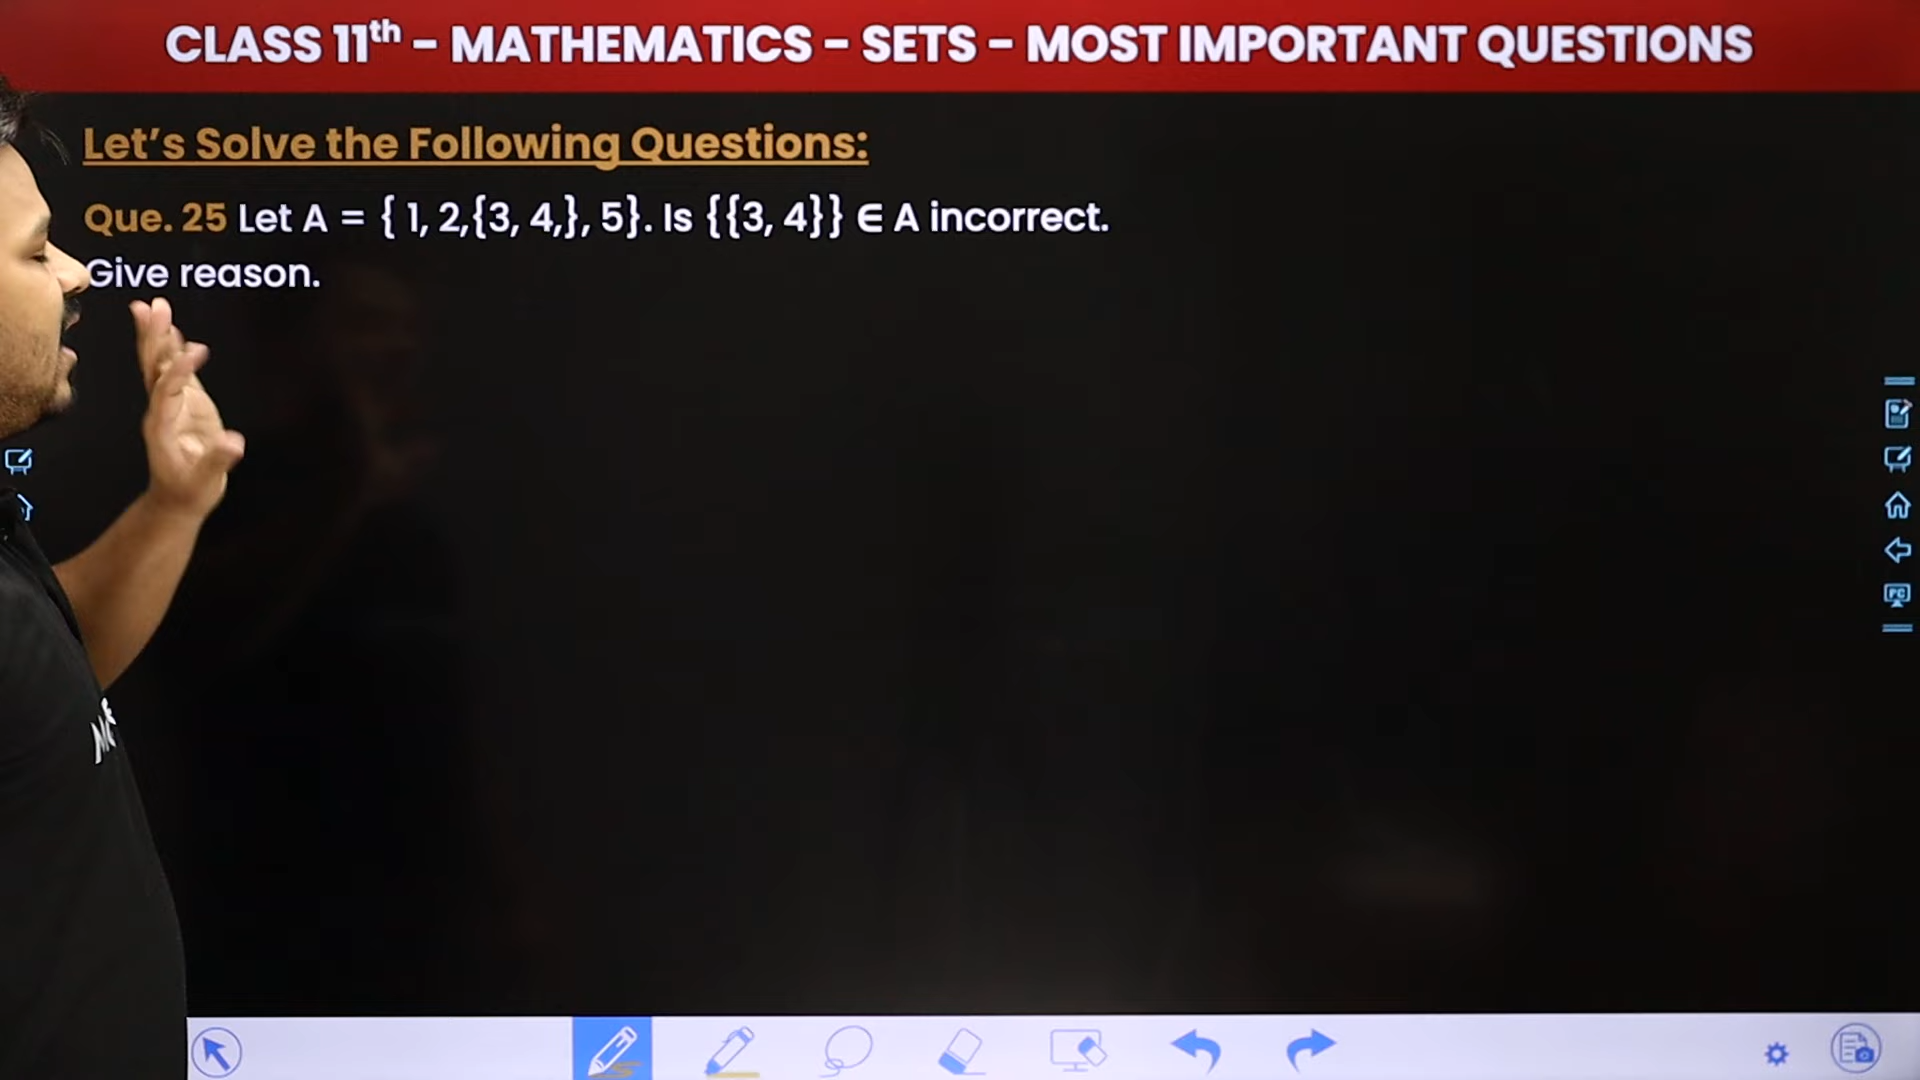 CLASS 11th - MATHEMATICS - SETS - MOST IMPORTANT QUESTIONS
Let's Solve the Following Questions:
Que. 25 Let A = { 1, 2,{3, 4,}, 5}. Is {{3, 4}} ∈ A incorrect.
Give reason.
PC